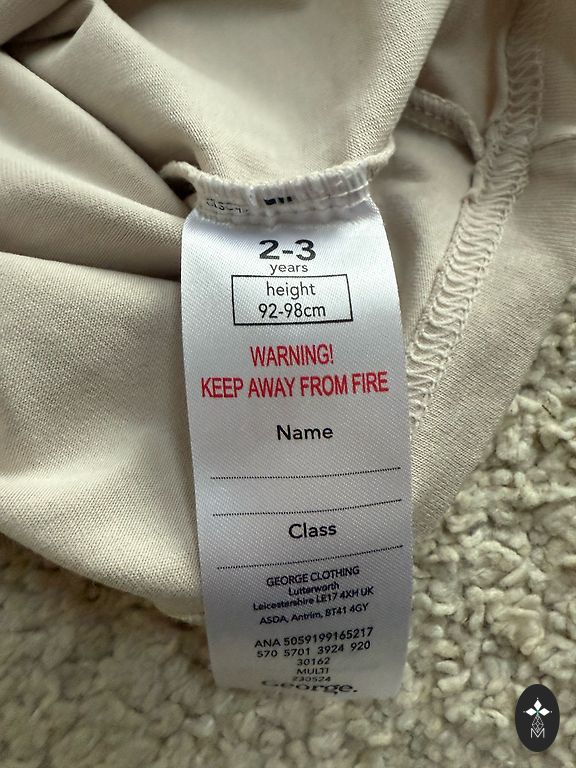 2-3
years
height
92-98cm
WARNING!
KEEP AWAY FROM FIRE
Name
Class
GEORGE CLOTHING
Lutterworth
Leicestershire LE17 4XH UK
ASDA, Antrim, BT41 4GY
ANA 5059199165217
570 5701 3924 920
30162
MULTI
230524
George.
M